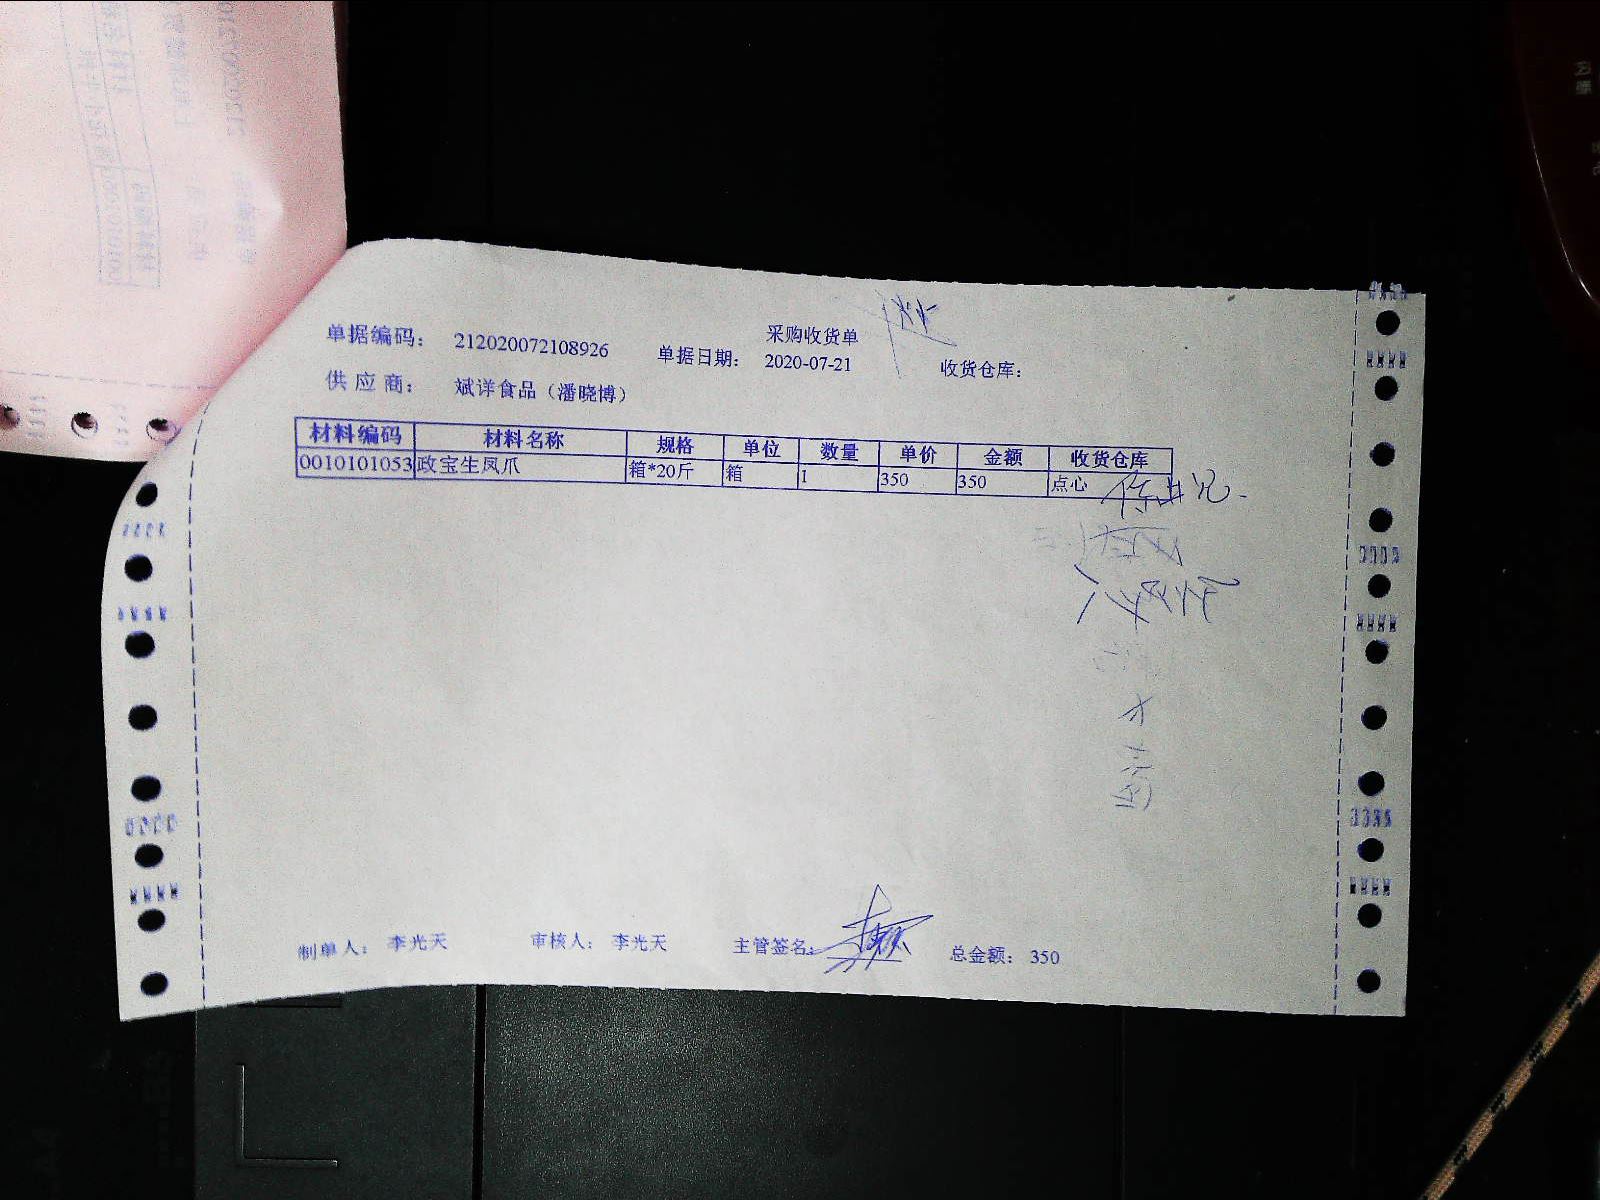 采购收货单
单据编码： 212020072108926 单据日期： 2020-07-21 收货仓库：
供 应 商： 斌详食品（潘晓博）
材料编码 材料名称 规格 单位 数量 单价 金额 收货仓库
0010101053 政宝生凤爪 箱*20斤 箱 1 350 350 点心
制单人： 李光天 审核人： 李光天 主管签名： 总金额： 350